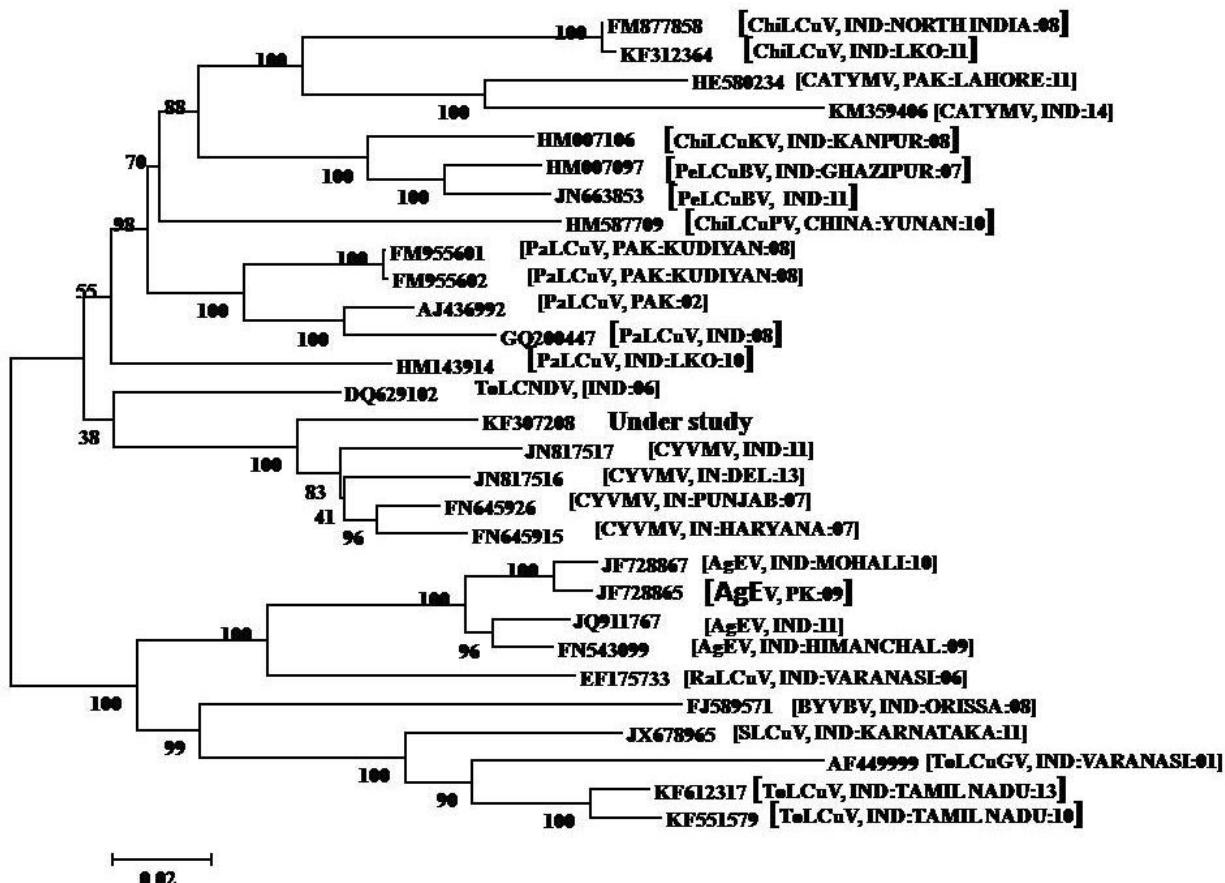 FM877858 [ChiLCuV, IND:NORTH INDIA:08]
100
KF312364 [ChiLCuV, IND:LKO:11]
100
HE580234 [CATYMV, PAK:LAHORE:11]
100
KM359406 [CATYMV, IND:14]
88
HM007106 [ChiLCuKV, IND:KANPUR:08]
70
HM007097 [PeLCuBV, IND:GHAZIPUR:07]
100
100
JN663853 [PeLCuBV, IND:11]
98
HM587709 [ChiLCuPV, CHINA:YUNAN:10]
100
FM955601 [PaLCuV, PAK:KUDIYAN:08]
FM955602 [PaLCuV, PAK:KUDIYAN:08]
55
100
AJ436992 [PaLCuV, PAK:02]
100
GQ200447 [PaLCuV, IND:08]
HM143914 [PaLCuV, IND:LKO:10]
DQ629102 ToLCNDV, [IND:06]
KF307208 Under study
38
100
JN817517 [CYVMV, IND:11]
83
JN817516 [CYVMV, IN:DEL:13]
41
FN645926 [CYVMV, IN:PUNJAB:07]
96
FN645915 [CYVMV, IN:HARYANA:07]
100
JF728867 [AgEV, IND:MOHALI:10]
JF728865 [AgEV, PK:09]
100
JQ911767 [AgEV, IND:11]
100
96
FN543099 [AgEV, IND:HIMANCHAL:09]
EF175733 [RaLCuV, IND:VARANASI:06]
100
FJ589571 [BYVBV, IND:ORISSA:08]
99
JX678965 [SLCuV, IND:KARNATAKA:11]
100
AF449999 [ToLCuGV, IND:VARANASI:01]
90
KF612317 [ToLCuV, IND:TAMIL NADU:13]
100
KF551579 [ToLCuV, IND:TAMIL NADU:10]
0.02